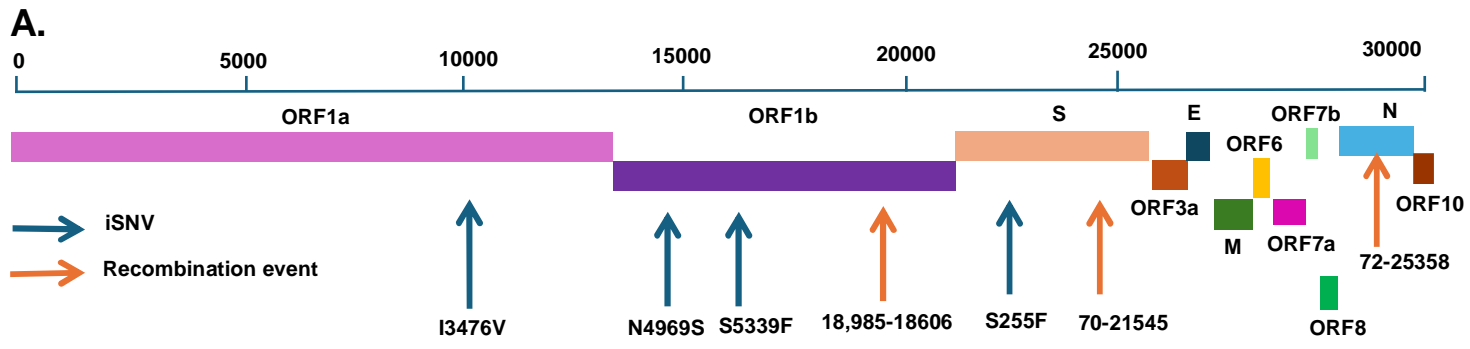 A.
0 5000 10000 15000 20000 25000 30000
ORF1a ORF1b S E ORF7b N
ORF6
ORF3a ORF10
iSNV
M ORF7a
Recombination event 72-25358
I3476V N4969S S5339F 18,985-18606 S255F 70-21545 ORF8